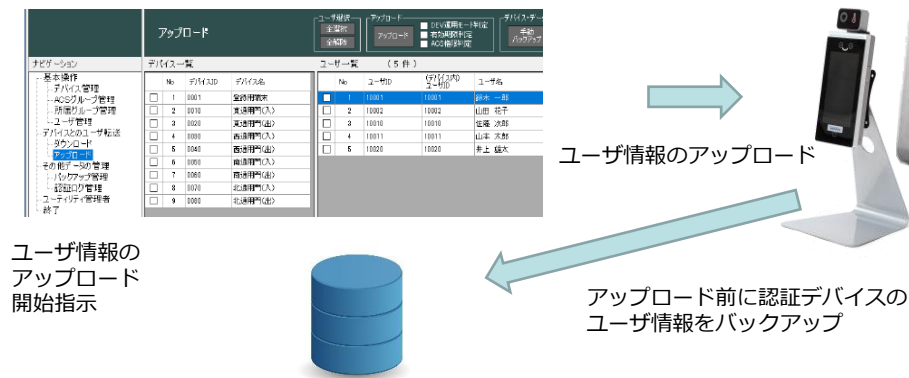 アップロード
ユーザ選択
全選択
全解除
アップロード
アップロード
DEV運用モード判定
有効期限判定
ACO権限判定
デバイス・データ
手動
バックアップ
ナビゲーション
基本操作
デバイス管理
AOSグループ管理
所属グループ管理
ユーザ管理
デバイスとのユーザ転送
ダウンロード
アップロード
その他データの管理
バックアップ管理
認証ログ管理
ユーティリティ管理者
終了
デバイス一覧
No デバイスID デバイス名
1 0001 登録用端末
2 0010 東通用門(入)
3 0020 東通用門(出)
4 0030 西通用門(入)
5 0040 西通用門(出)
6 0050 南通用門(入)
7 0060 南通用門(出)
8 0070 北通用門(入)
9 0080 北通用門(出)
ユーザ一覧 (5 件)
No ユーザID (デバイス内)ユーザID ユーザ名
1 10001 10001 鈴木 一郎
2 10002 10002 山田 花子
3 10010 10010 佐藤 次郎
4 10011 10011 山本 太郎
5 10020 10020 井上 雄太
ユーザ情報のアップロード
ユーザ情報の
アップロード
開始指示
アップロード前に認証デバイスの
ユーザ情報をバックアップ